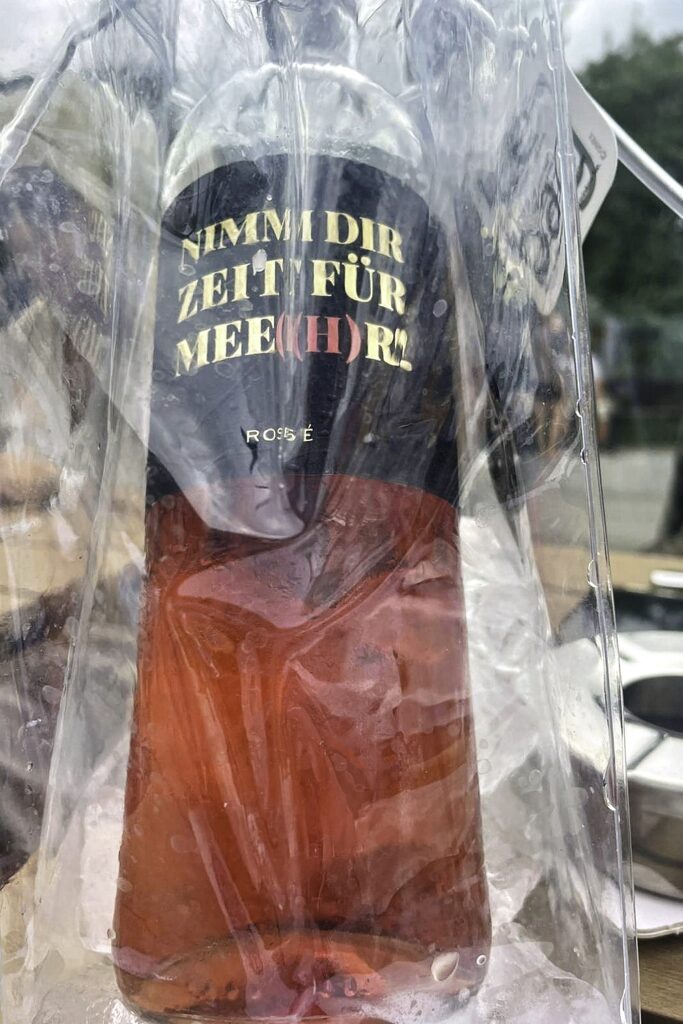 NIMM DIR
ZEIT FÜR
MEE(H)R!
ROSÉ